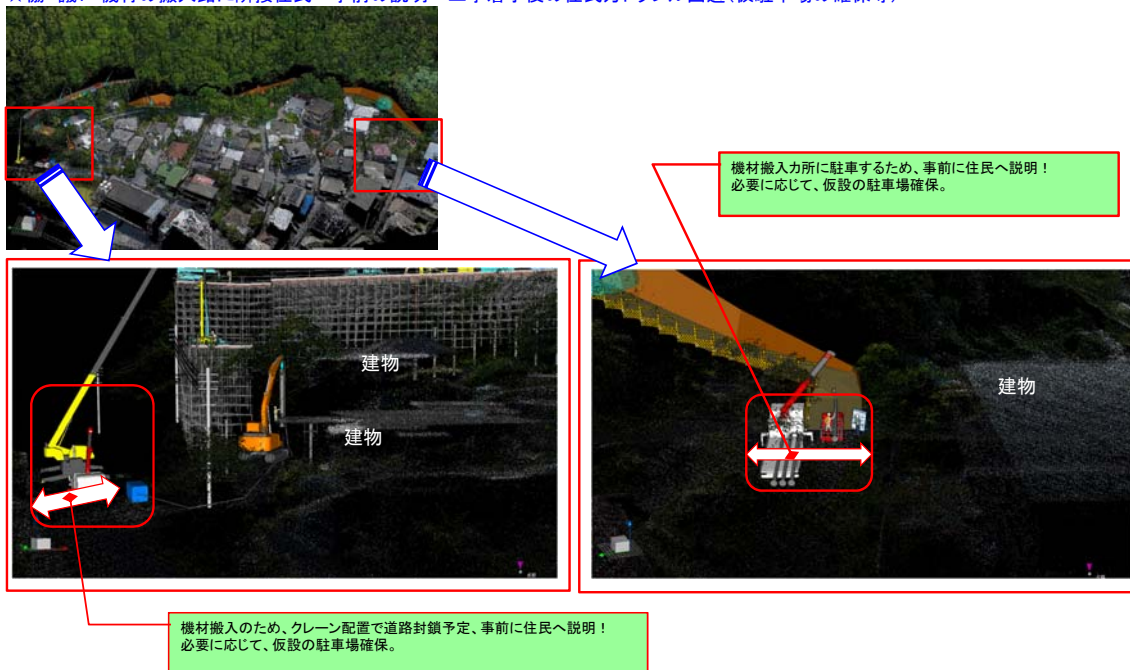 機材搬入カ所に駐車するため、事前に住民へ説明！
必要に応じて、仮設の駐車場確保。
建物
建物
建物
機材搬入のため、クレーン配置で道路封鎖予定、事前に住民へ説明！
必要に応じて、仮設の駐車場確保。